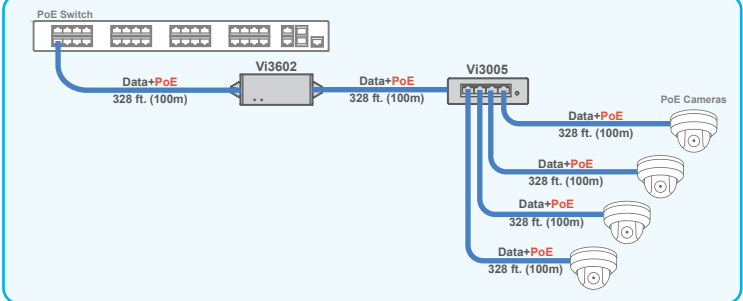 PoE Switch
Vi3602
Vi3005
Data+PoE
328 ft. (100m)
Data+PoE
328 ft. (100m)
PoE Cameras
Data+PoE
328 ft. (100m)
Data+PoE
328 ft. (100m)
Data+PoE
328 ft. (100m)
Data+PoE
328 ft. (100m)